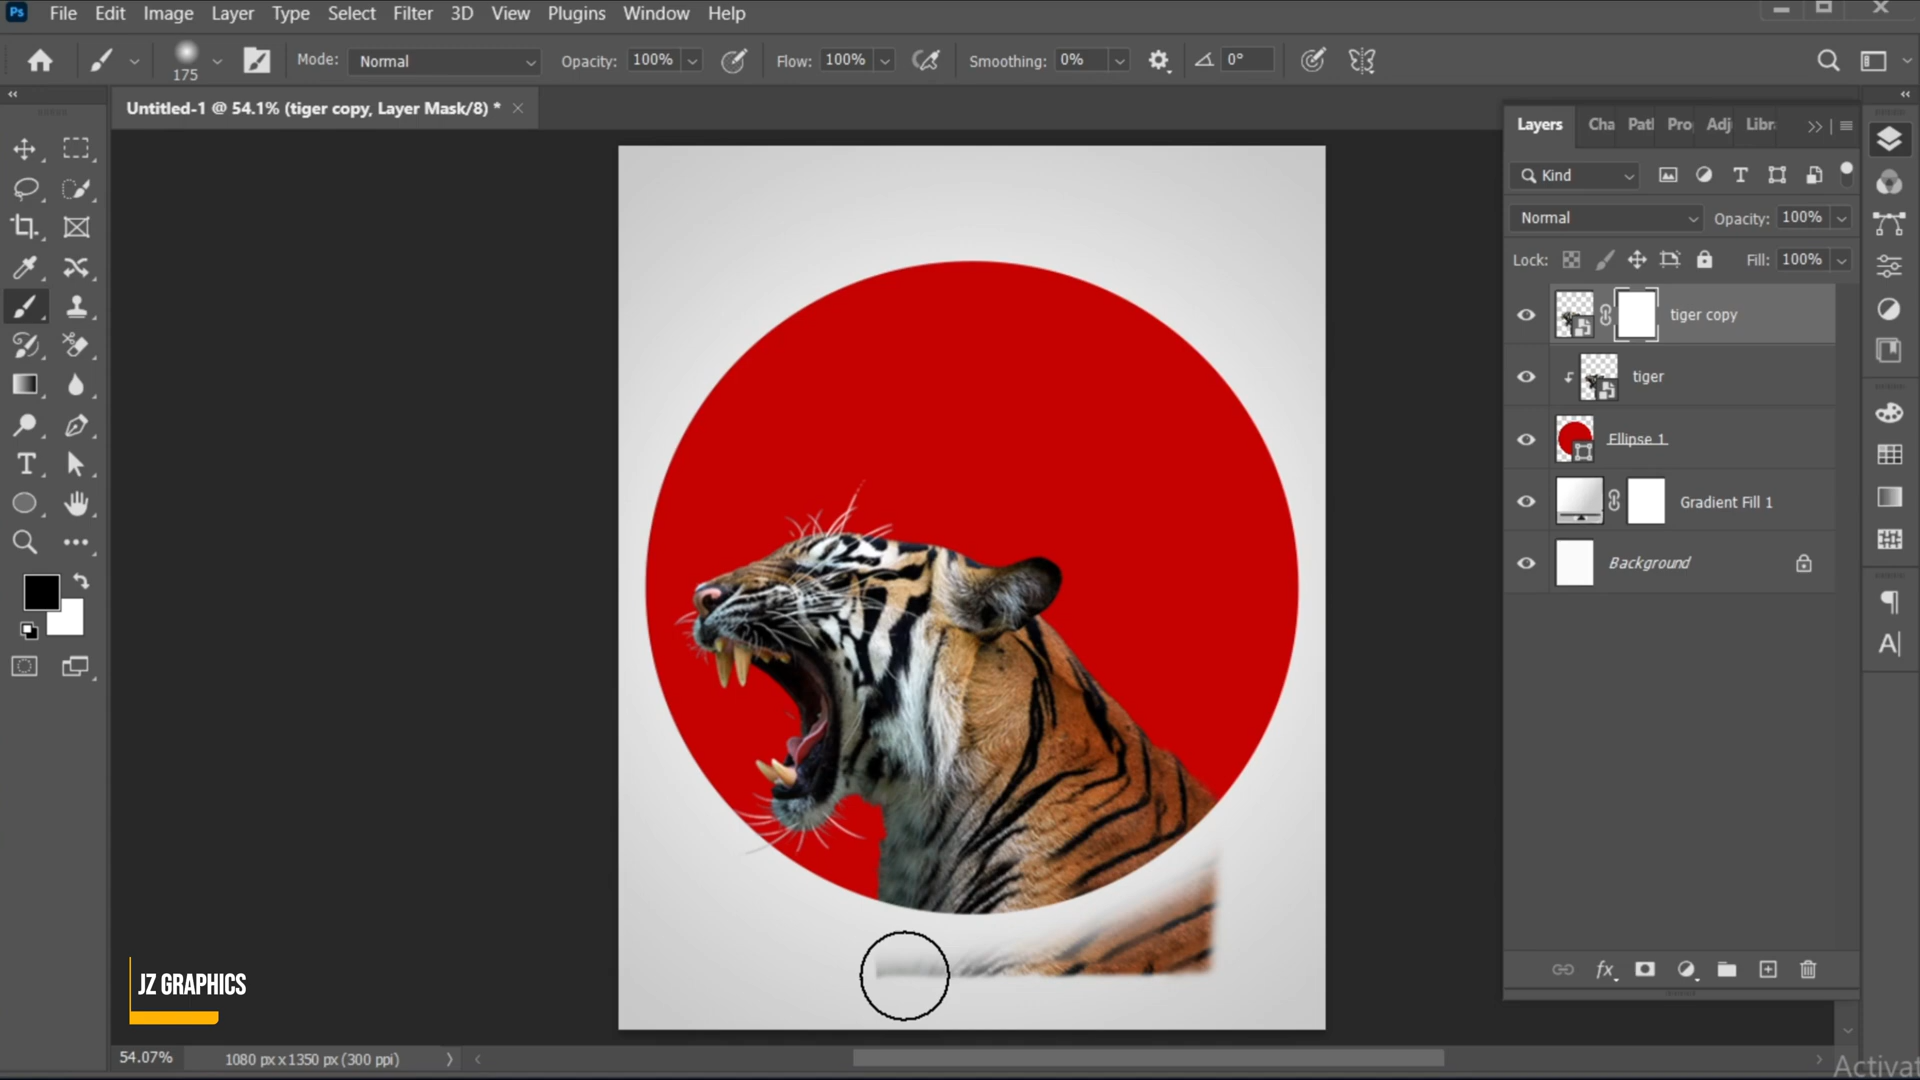 Ps File Edit Image Layer Type Select Filter 3D View Plugins Window Help
175 Mode: Normal Opacity: 100% Flow: 100% Smoothing: 0% 0°
Untitled-1 @ 54.1% (tiger copy, Layer Mask/8) * ×
Layers Cha Patl Pro Adj Libr
Kind
Normal Opacity: 100%
Lock: Fill: 100%
tiger copy
tiger
Ellipse 1
Gradient Fill 1
Background
fx
JZ GRAPHICS
54.07% 1080 px x 1350 px (300 ppi)
Activat